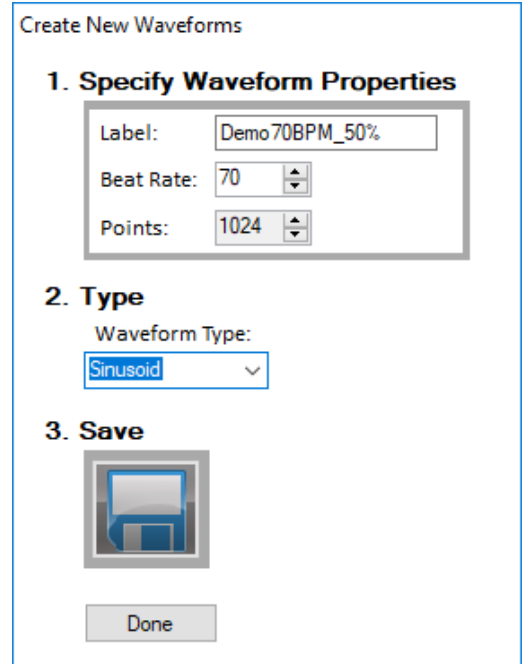 Create New Waveforms
1. Specify Waveform Properties
Label: Demo70BPM_50%
Beat Rate: 70
Points: 1024
2. Type
Waveform Type:
Sinusoid
3. Save
Done